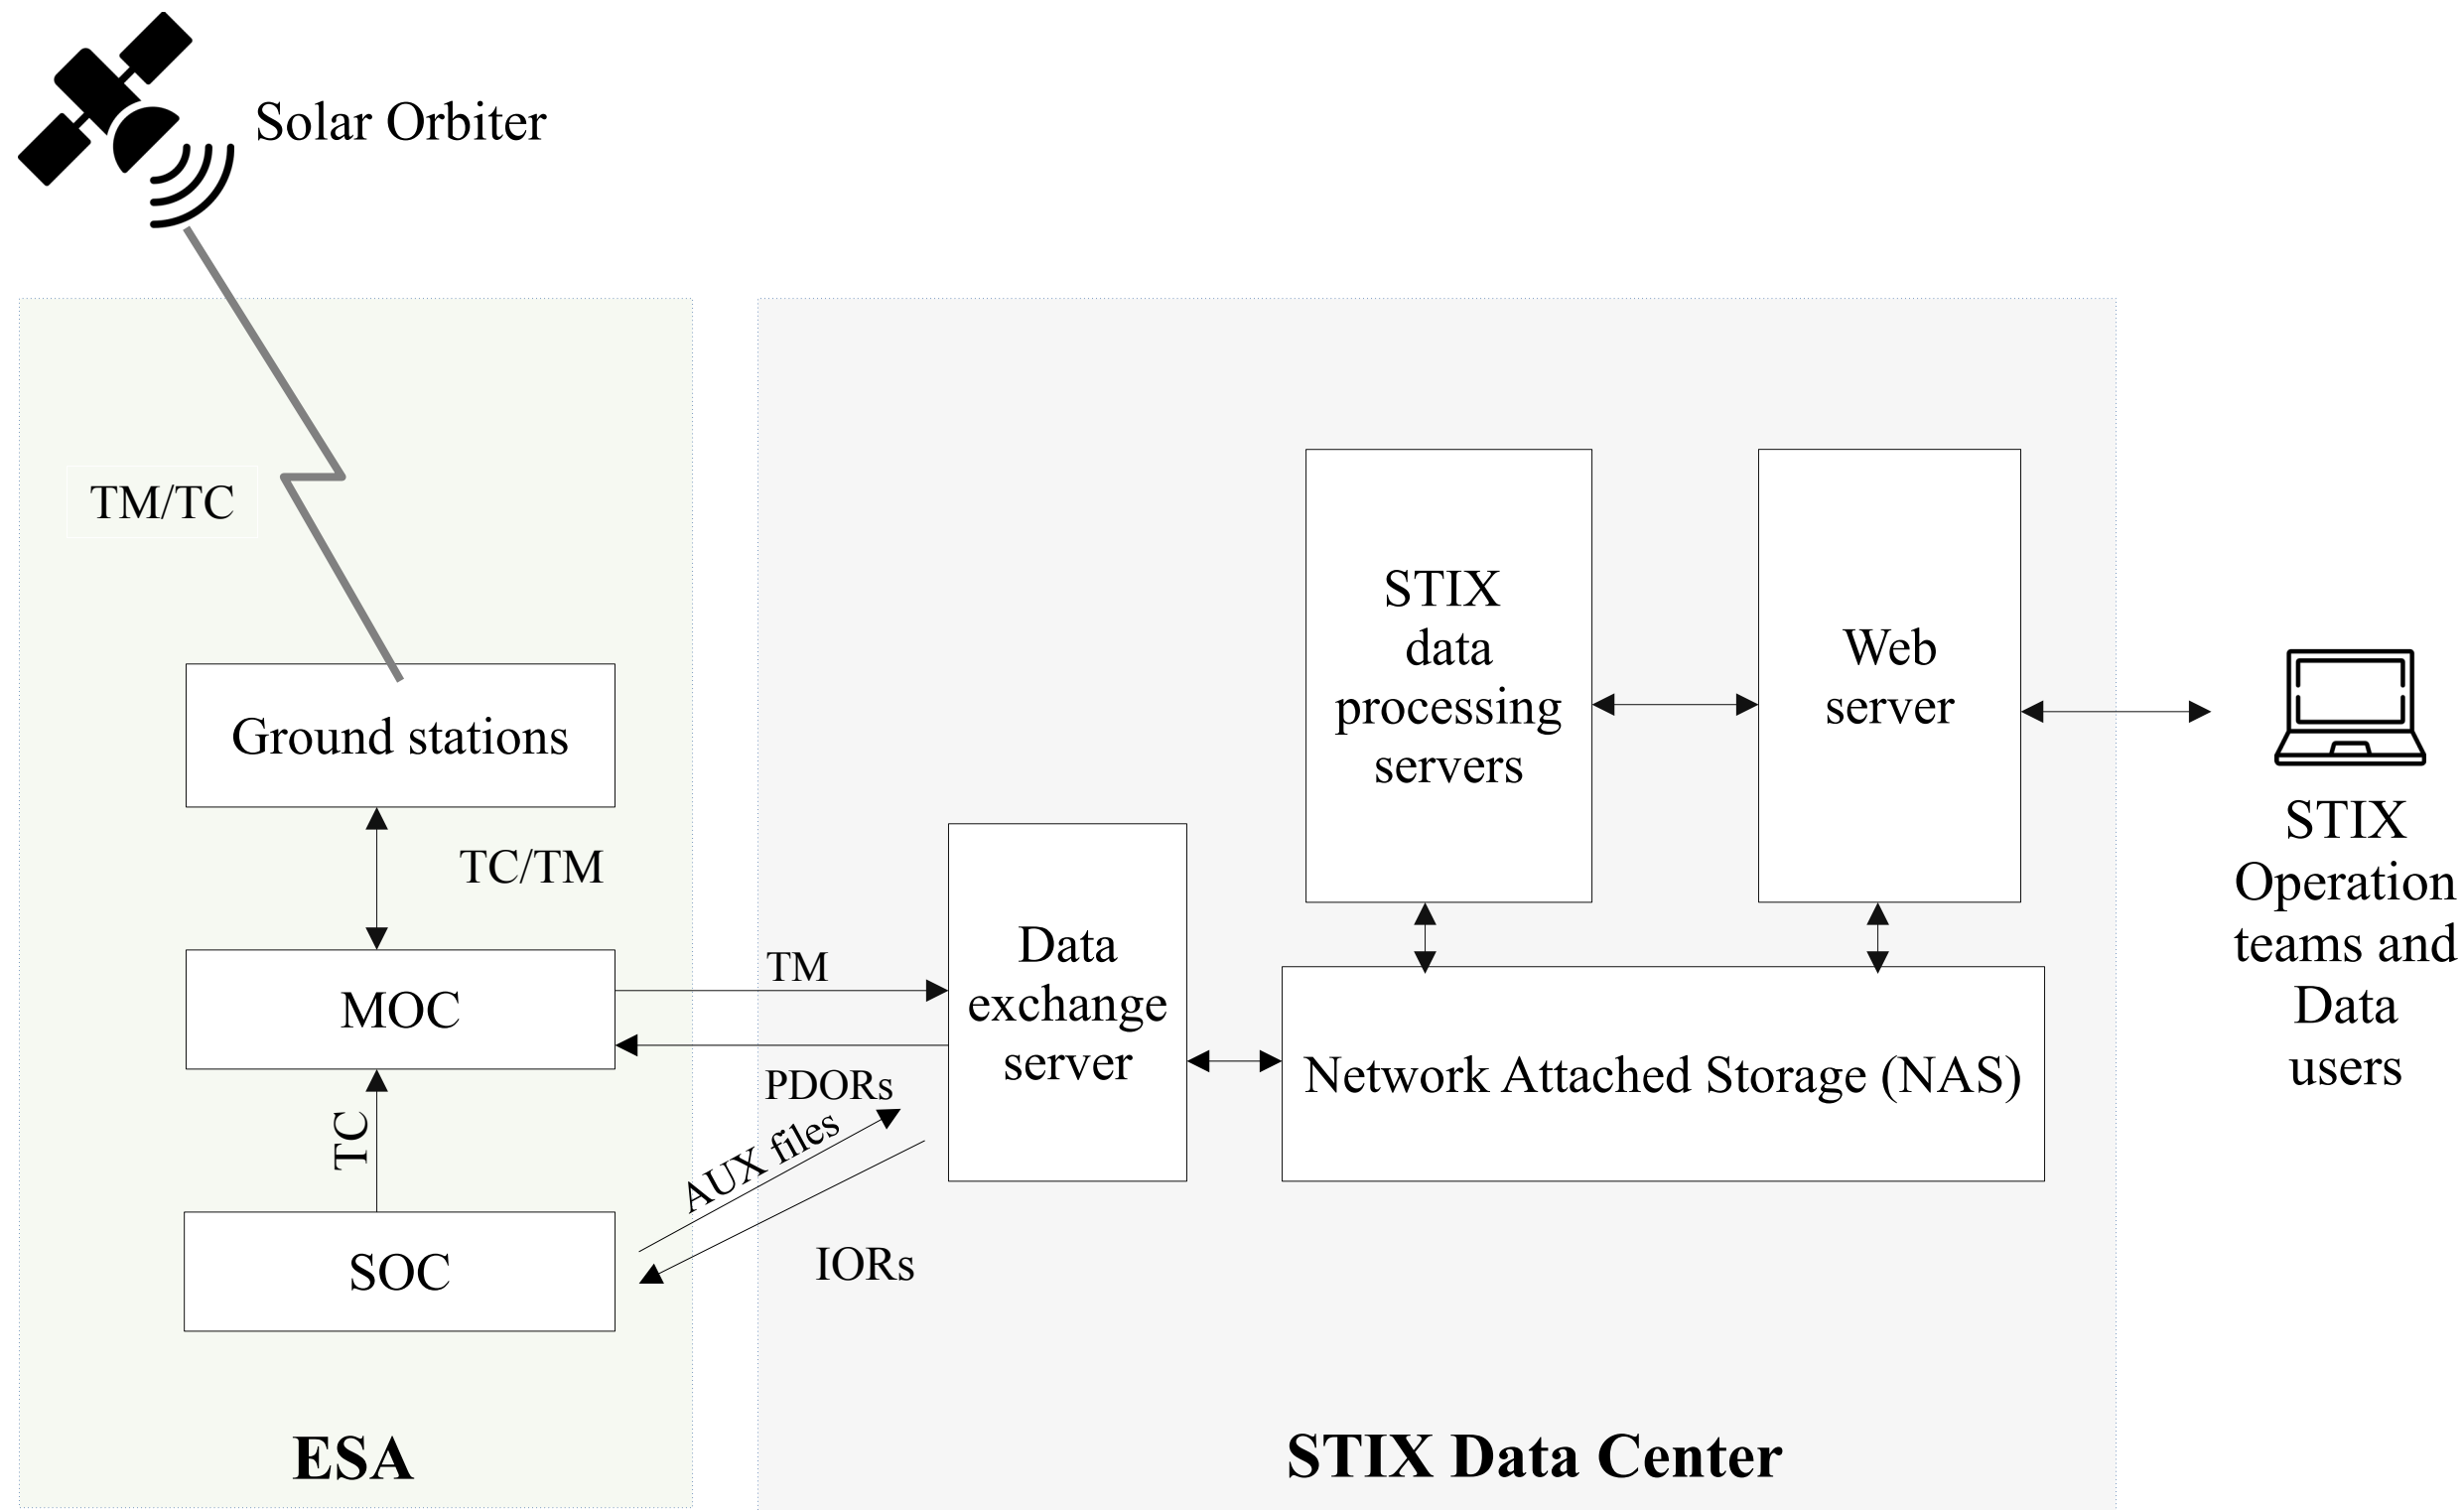 Solar Orbiter
TM/TC
Ground stations
TC/TM
MOC
TC
SOC
ESA
TM
PDORs
AUX files
IORs
Data
exchange
server
STIX
data
processing
servers
Web
server
Network Attached Storage (NAS)
STIX Data Center
STIX
Operation
teams and
Data
users